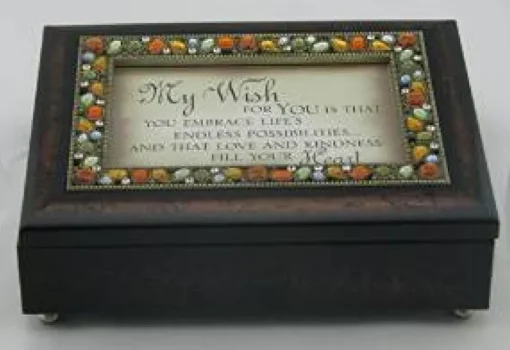 My Wish
FOR YOU IS THAT
YOU EMBRACE LIFE'S
ENDLESS POSSIBILITIES...
AND THAT LOVE AND KINDNESS
FILL YOUR Heart